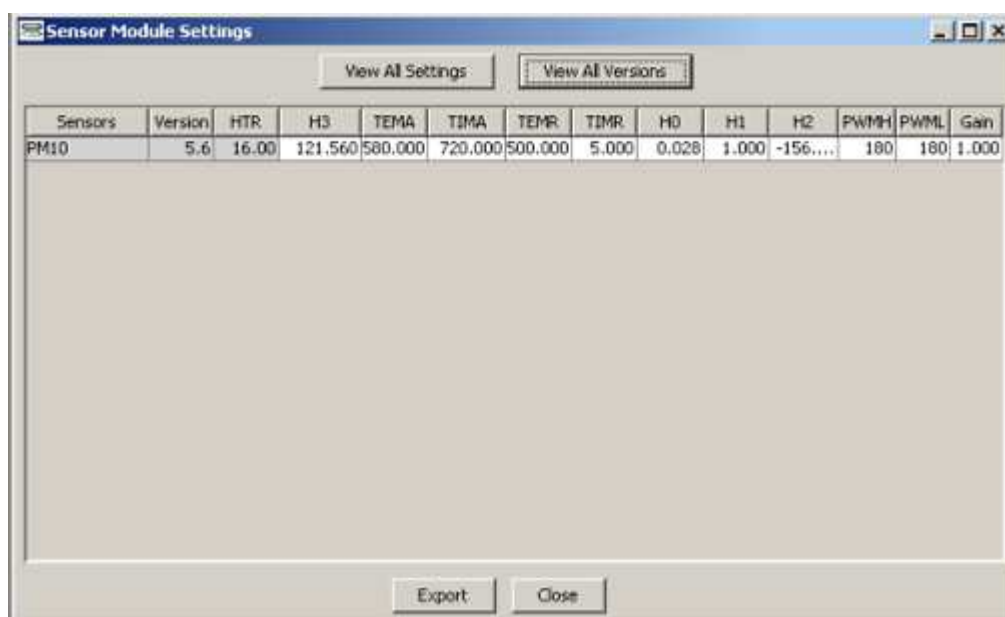 Sensor Module Settings
View All Settings View All Versions
Sensors Version HTR H3 TEMA TIMA TEMR TIMR H0 H1 H2 PWMH PWML Gain
PM10 5.6 16.00 121.560 580.000 720.000 500.000 5.000 0.028 1.000 -156.... 180 180 1.000
Export Close